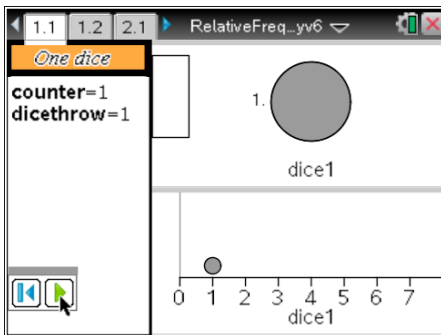 1.1 1.2 2.1 RelativeFreq...yv6
One dice
counter=1
dicethrow=1
1.
dice1
0 1 2 3 4 5 6 7
dice1